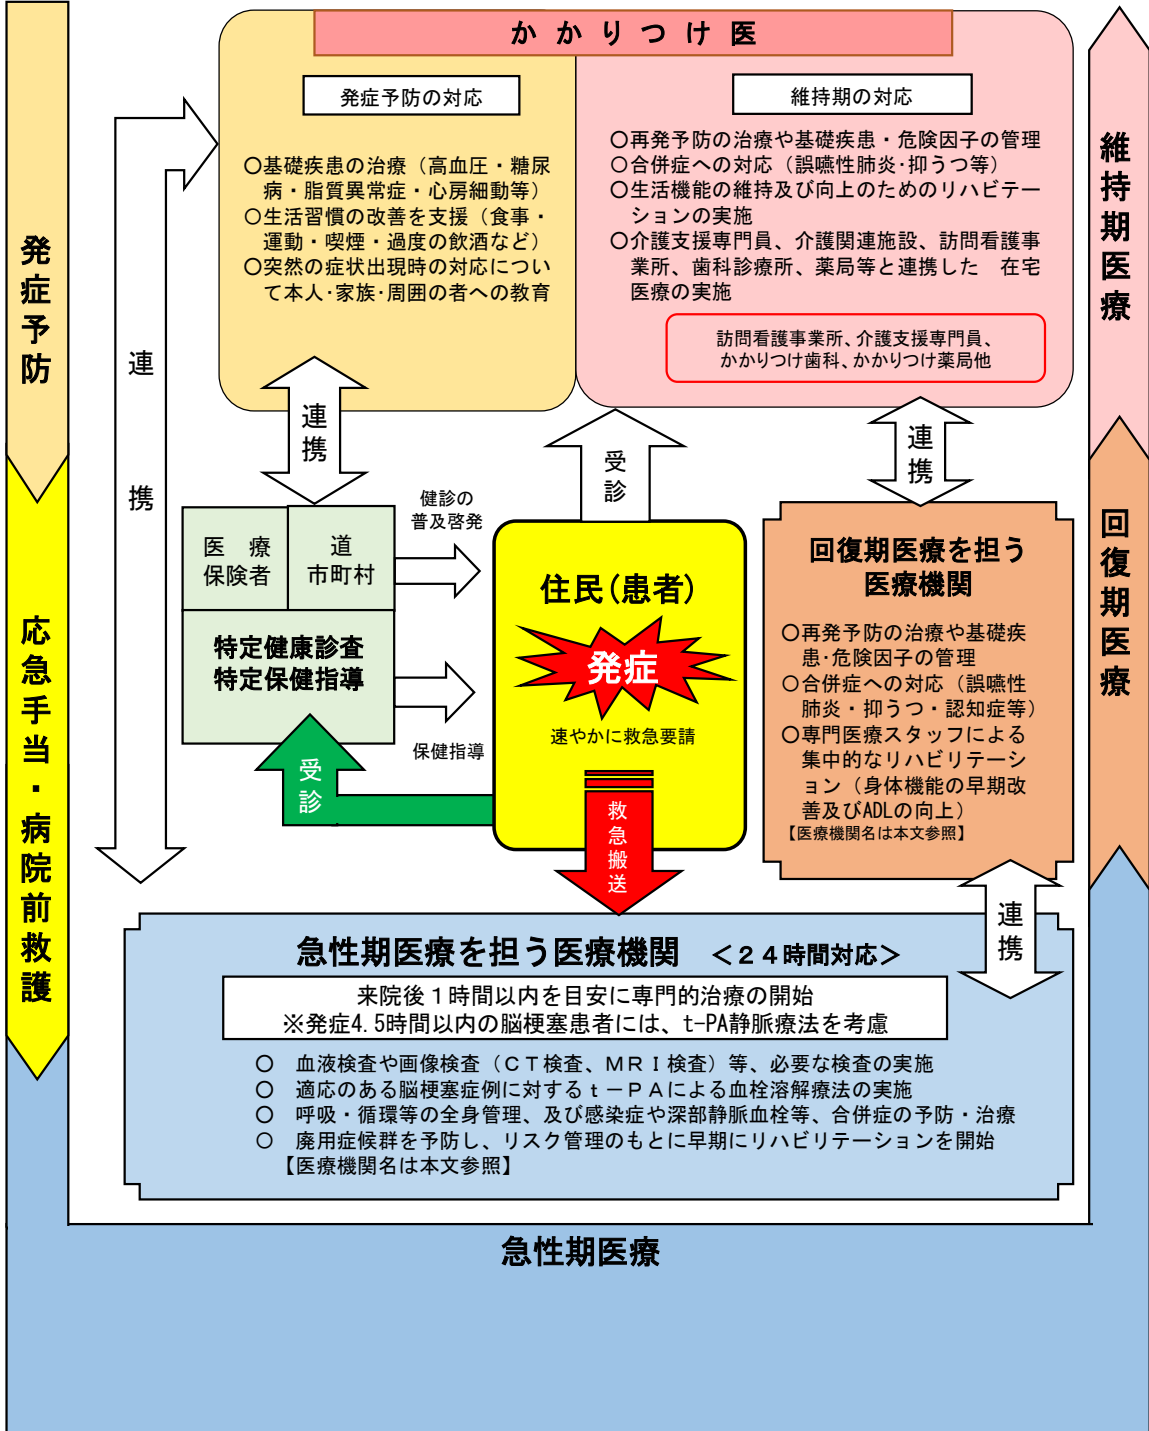 かかりつけ医
発症予防の対応
〇基礎疾患の治療（高血圧・糖尿
病・脂質異常症・心房細動等）
〇生活習慣の改善を支援（食事・
運動・喫煙・過度の飲酒など）
〇突然の症状出現時の対応につい
て本人・家族・周囲の者への教育
維持期の対応
〇再発予防の治療や基礎疾患・危険因子の管理
〇合併症への対応（誤嚥性肺炎・抑うつ等）
〇生活機能の維持及び向上のためのリハビテー
ションの実施
〇介護支援専門員、介護関連施設、訪問看護事
業所、歯科診療所、薬局等と連携した　在宅
医療の実施
訪問看護事業所、介護支援専門員、
かかりつけ歯科、かかりつけ薬局他
発症予防
応急手当・病院前救護
維持期医療
回復期医療
連携
連携
受診
連携
医　療
保険者
道
市町村
特定健康診査
特定保健指導
健診の
普及啓発
保健指導
受診
住民(患者)
発症
速やかに救急要請
救急搬送
回復期医療を担う
医療機関
〇再発予防の治療や基礎疾
患・危険因子の管理
〇合併症への対応（誤嚥性
肺炎・抑うつ・認知症等）
〇専門医療スタッフによる
集中的なリハビリテーシ
ョン（身体機能の早期改
善及びADLの向上）
【医療機関名は本文参照】
連携
急性期医療を担う医療機関　＜２４時間対応＞
来院後１時間以内を目安に専門的治療の開始
※発症4.5時間以内の脳梗塞患者には、t-PA静脈療法を考慮
〇　血液検査や画像検査（ＣＴ検査、ＭＲＩ検査）等、必要な検査の実施
〇　適応のある脳梗塞症例に対するｔ－ＰＡによる血栓溶解療法の実施
〇　呼吸・循環等の全身管理、及び感染症や深部静脈血栓等、合併症の予防・治療
〇　廃用症候群を予防し、リスク管理のもとに早期にリハビリテーションを開始
【医療機関名は本文参照】
急性期医療